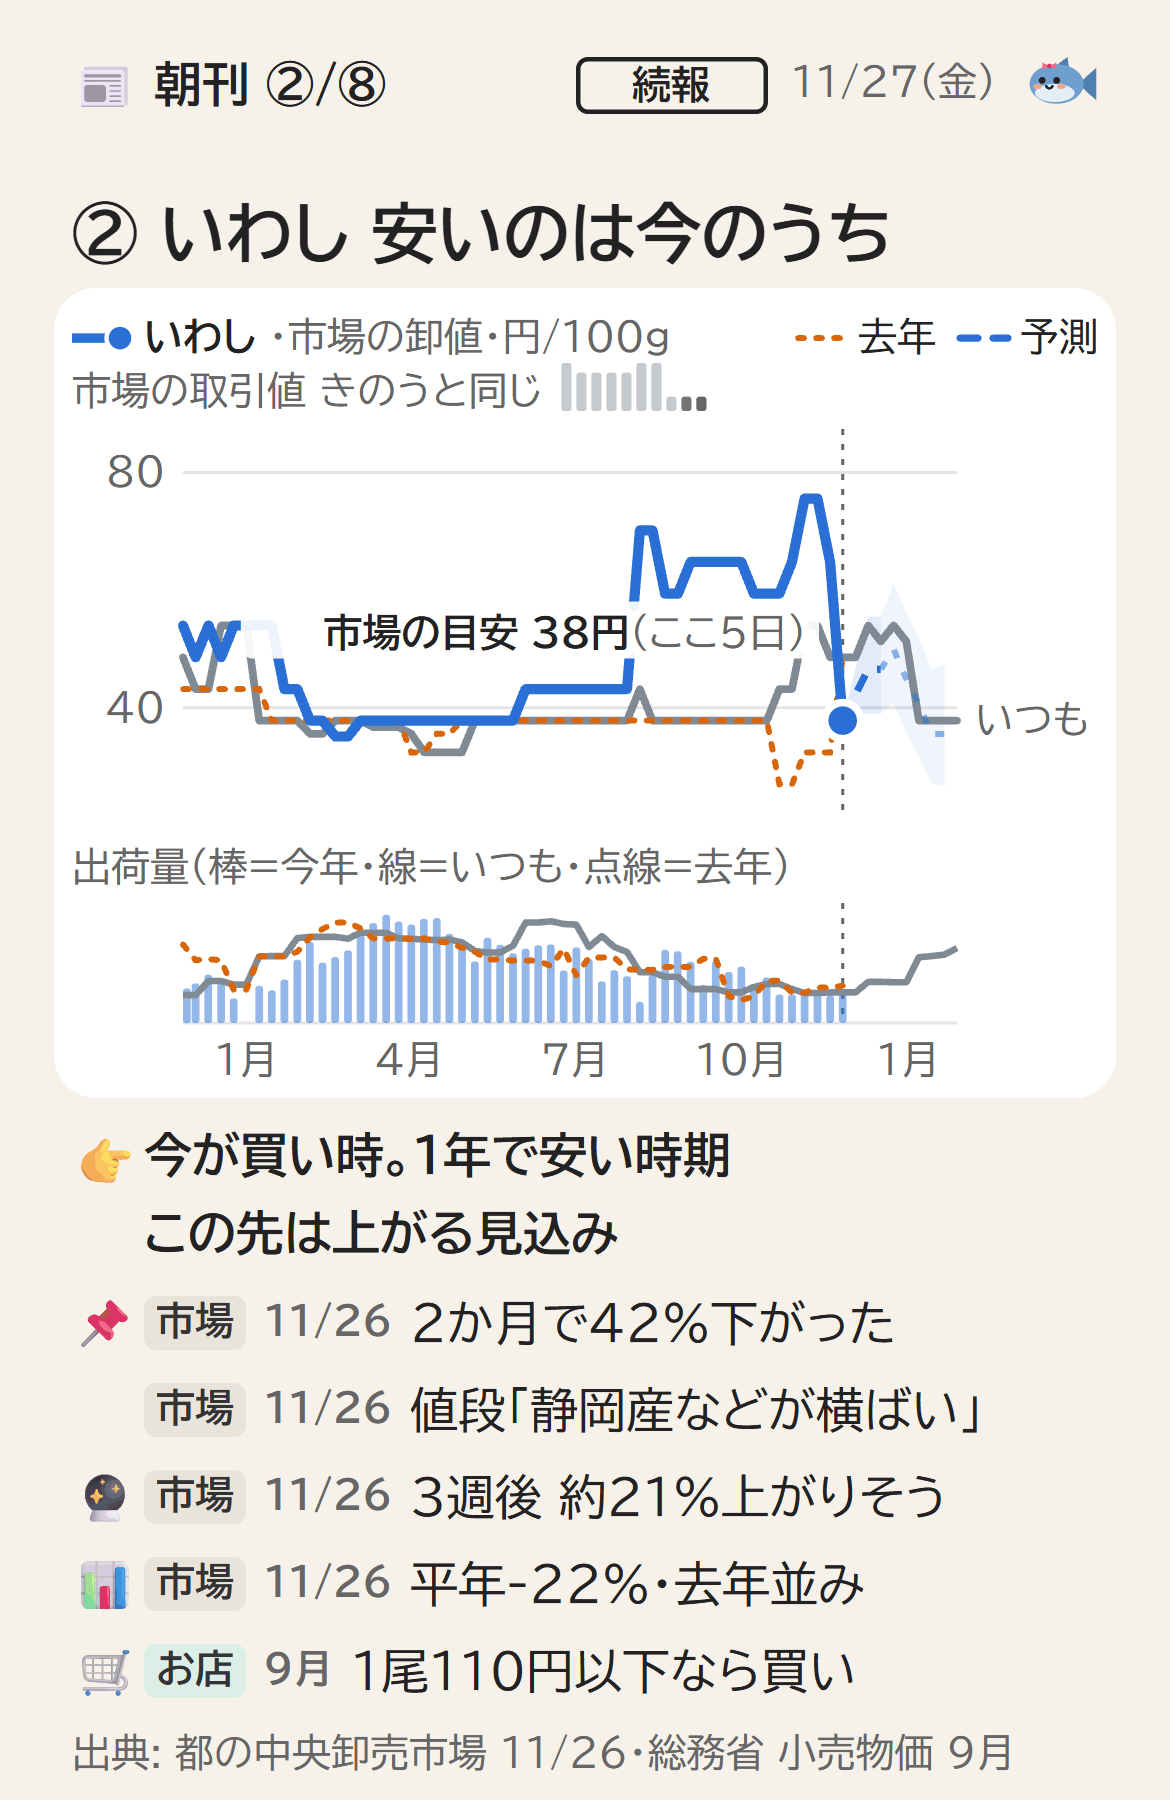 朝刊 ②/⑧
続報
11/27(金)
② いわし 安いのは今のうち
いわし ・市場の卸値・円/100g
去年
予測
市場の取引値 きのうと同じ
80
市場の目安 38円(ここ5日)
40
いつも
出荷量(棒=今年・線=いつも・点線=去年)
1月 4月 7月 10月 1月
今が買い時。1年で安い時期
この先は上がる見込み
市場 11/26 2か月で42%下がった
市場 11/26 値段「静岡産などが横ばい」
市場 11/26 3週後 約21%上がりそう
市場 11/26 平年-22%・去年並み
お店 9月 1尾110円以下なら買い
出典: 都の中央卸売市場 11/26・総務省 小売物価 9月